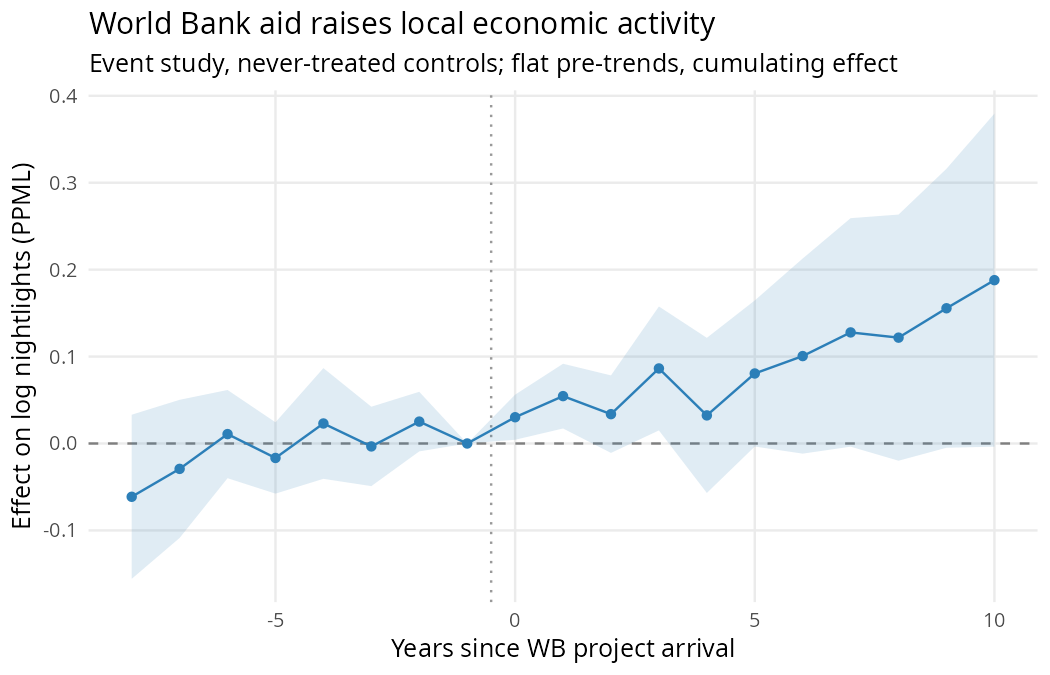 World Bank aid raises local economic activity
Event study, never-treated controls; flat pre-trends, cumulating effect
Effect on log nightlights (PPML)
0.4
0.3
0.2
0.1
0.0
-0.1
-5
0
5
10
Years since WB project arrival